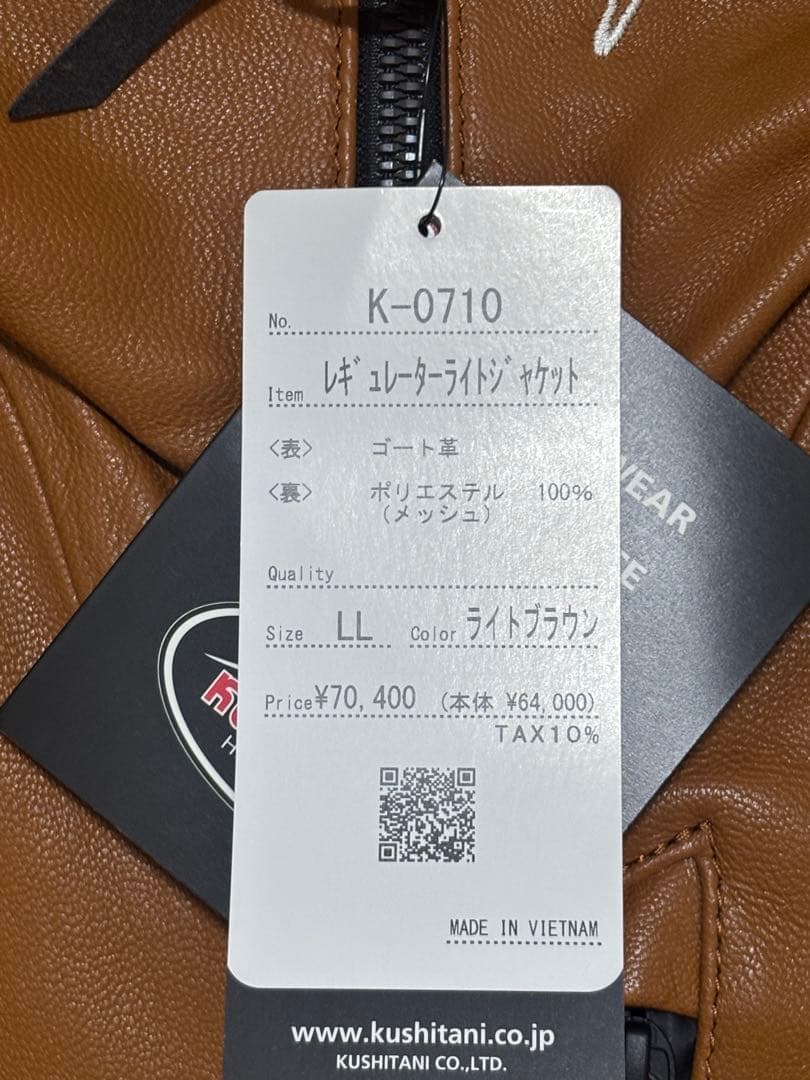 No. K-0710
Item レギュレーターライトジャケット
〈表〉 ゴート革
〈裏〉 ポリエステル 100%
(メッシュ)
Quality
Size LL Color ライトブラウン
Price¥70,400 (本体 ¥64,000)
TAX10%
MADE IN VIETNAM
www.kushitani.co.jp
KUSHITANI CO.,LTD.
WEAR